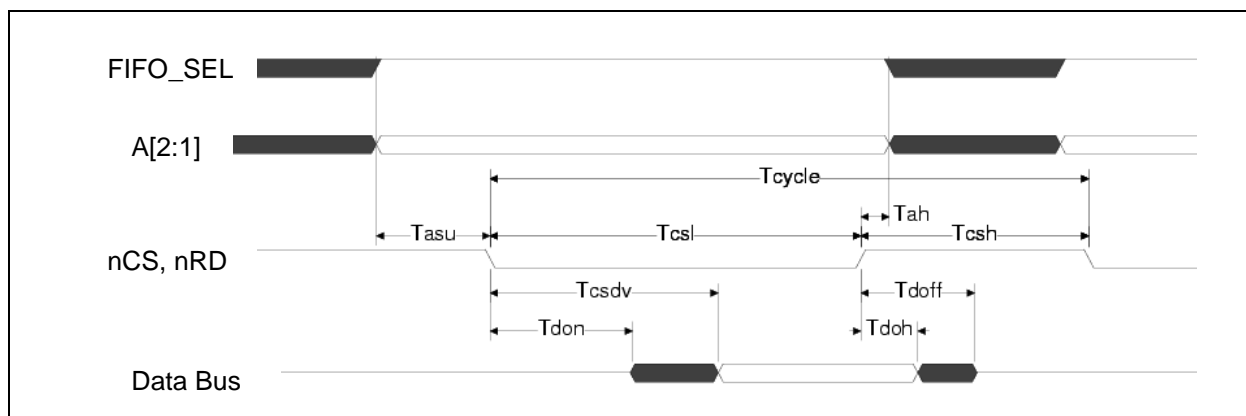 FIFO_SEL
A[2:1]
Tcycle
Tah
Tasu
Tcsl
Tcsh
nCS, nRD
Tcsdv
Tdoff
Tdon
Tdoh
Data Bus